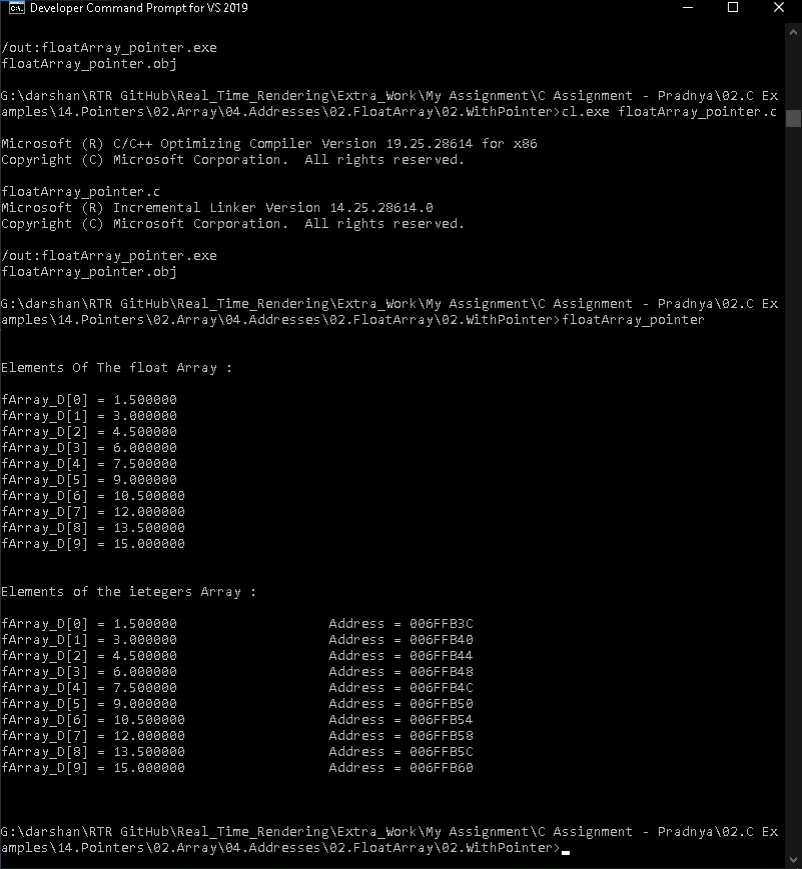 Developer Command Prompt for VS 2019
/out:floatArray_pointer.exe
floatArray_pointer.obj
G:\darshan\RTR GitHub\Real_Time_Rendering\Extra_Work\My Assignment\C Assignment - Pradnya\02.C Ex
amples\14.Pointers\02.Array\04.Addresses\02.FloatArray\02.WithPointer>cl.exe floatArray_pointer.c
Microsoft (R) C/C++ Optimizing Compiler Version 19.25.28614 for x86
Copyright (C) Microsoft Corporation.  All rights reserved.
floatArray_pointer.c
Microsoft (R) Incremental Linker Version 14.25.28614.0
Copyright (C) Microsoft Corporation.  All rights reserved.
/out:floatArray_pointer.exe
floatArray_pointer.obj
G:\darshan\RTR GitHub\Real_Time_Rendering\Extra_Work\My Assignment\C Assignment - Pradnya\02.C Ex
amples\14.Pointers\02.Array\04.Addresses\02.FloatArray\02.WithPointer>floatArray_pointer
Elements Of The float Array :
fArray_D[0] = 1.500000
fArray_D[1] = 3.000000
fArray_D[2] = 4.500000
fArray_D[3] = 6.000000
fArray_D[4] = 7.500000
fArray_D[5] = 9.000000
fArray_D[6] = 10.500000
fArray_D[7] = 12.000000
fArray_D[8] = 13.500000
fArray_D[9] = 15.000000
Elements of the ietegers Array :
fArray_D[0] = 1.500000 Address = 006FFB3C
fArray_D[1] = 3.000000 Address = 006FFB40
fArray_D[2] = 4.500000 Address = 006FFB44
fArray_D[3] = 6.000000 Address = 006FFB48
fArray_D[4] = 7.500000 Address = 006FFB4C
fArray_D[5] = 9.000000 Address = 006FFB50
fArray_D[6] = 10.500000 Address = 006FFB54
fArray_D[7] = 12.000000 Address = 006FFB58
fArray_D[8] = 13.500000 Address = 006FFB5C
fArray_D[9] = 15.000000 Address = 006FFB60
G:\darshan\RTR GitHub\Real_Time_Rendering\Extra_Work\My Assignment\C Assignment - Pradnya\02.C Ex
amples\14.Pointers\02.Array\04.Addresses\02.FloatArray\02.WithPointer>